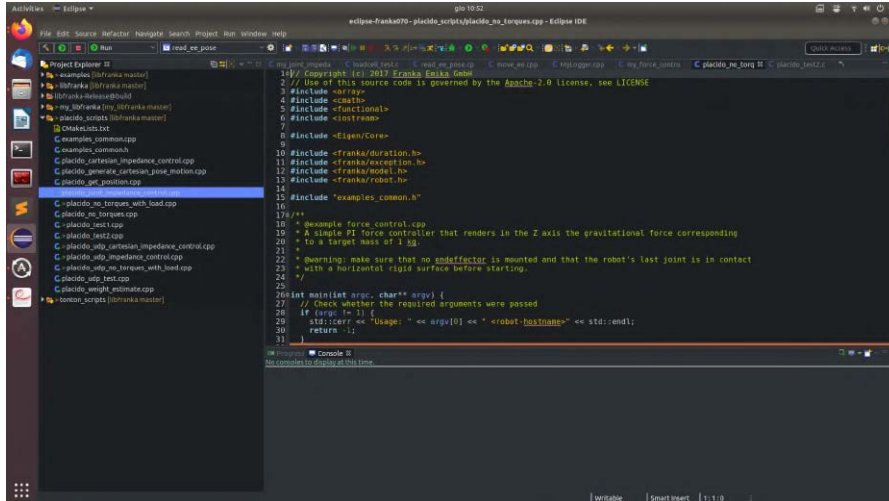 Activities
Eclipse
gio 10:52
eclipse-franka070 - placido_scripts/placido_no_torques.cpp - Eclipse IDE
File Edit Source Refactor Navigate Search Project Run Window Help
Run
read_ee_pose
Quick Access
Project Explorer
my_joint_impeda
loadcell_test.c
read_ee_pose.cp
move_ee.cpp
MyLogger.cpp
my_force_contro
placido_no_torq
placido_test2.c
> examples [libfranka master]
> libfranka [libfranka master]
libfranka-Release@build
> my_libfranka [my_libfranka master]
> placido_scripts [libfranka master]
CMakeLists.txt
examples_common.cpp
examples_common.h
placido_cartesian_impedance_control.cpp
placido_generate_cartesian_pose_motion.cpp
placido_get_position.cpp
placido_joint_impedance_control.cpp
> placido_no_torques_with_load.cpp
placido_no_torques.cpp
> placido_test1.cpp
> placido_test2.cpp
> placido_udp_cartesian_impedance_control.cpp
> placido_udp_impedance_control.cpp
> placido_udp_no_torques_with_load.cpp
placido_udp_test.cpp
placido_weight_estimate.cpp
> tonton_scripts [libfranka master]
1 // Copyright (c) 2017 Franka Emika GmbH
2 // Use of this source code is governed by the Apache-2.0 license, see LICENSE
3 #include <array>
4 #include <cmath>
5 #include <functional>
6 #include <iostream>
7
8 #include <Eigen/Core>
9
10 #include <franka/duration.h>
11 #include <franka/exception.h>
12 #include <franka/model.h>
13 #include <franka/robot.h>
14
15 #include "examples_common.h"
16
17 /**
18 * @example force_control.cpp
19 * A simple PI force controller that renders in the Z axis the gravitational force corresponding
20 * to a target mass of 1 kg.
21 *
22 * @warning: make sure that no endeffector is mounted and that the robot's last joint is in contact
23 * with a horizontal rigid surface before starting.
24 */
25
26 int main(int argc, char** argv) {
27 // Check whether the required arguments were passed
28 if (argc != 1) {
29 std::cerr << "Usage: " << argv[0] << " <robot-hostname>" << std::endl;
30 return -1;
31 }
Progress
Console
No consoles to display at this time.
Writable
Smart Insert
1 : 1 : 0